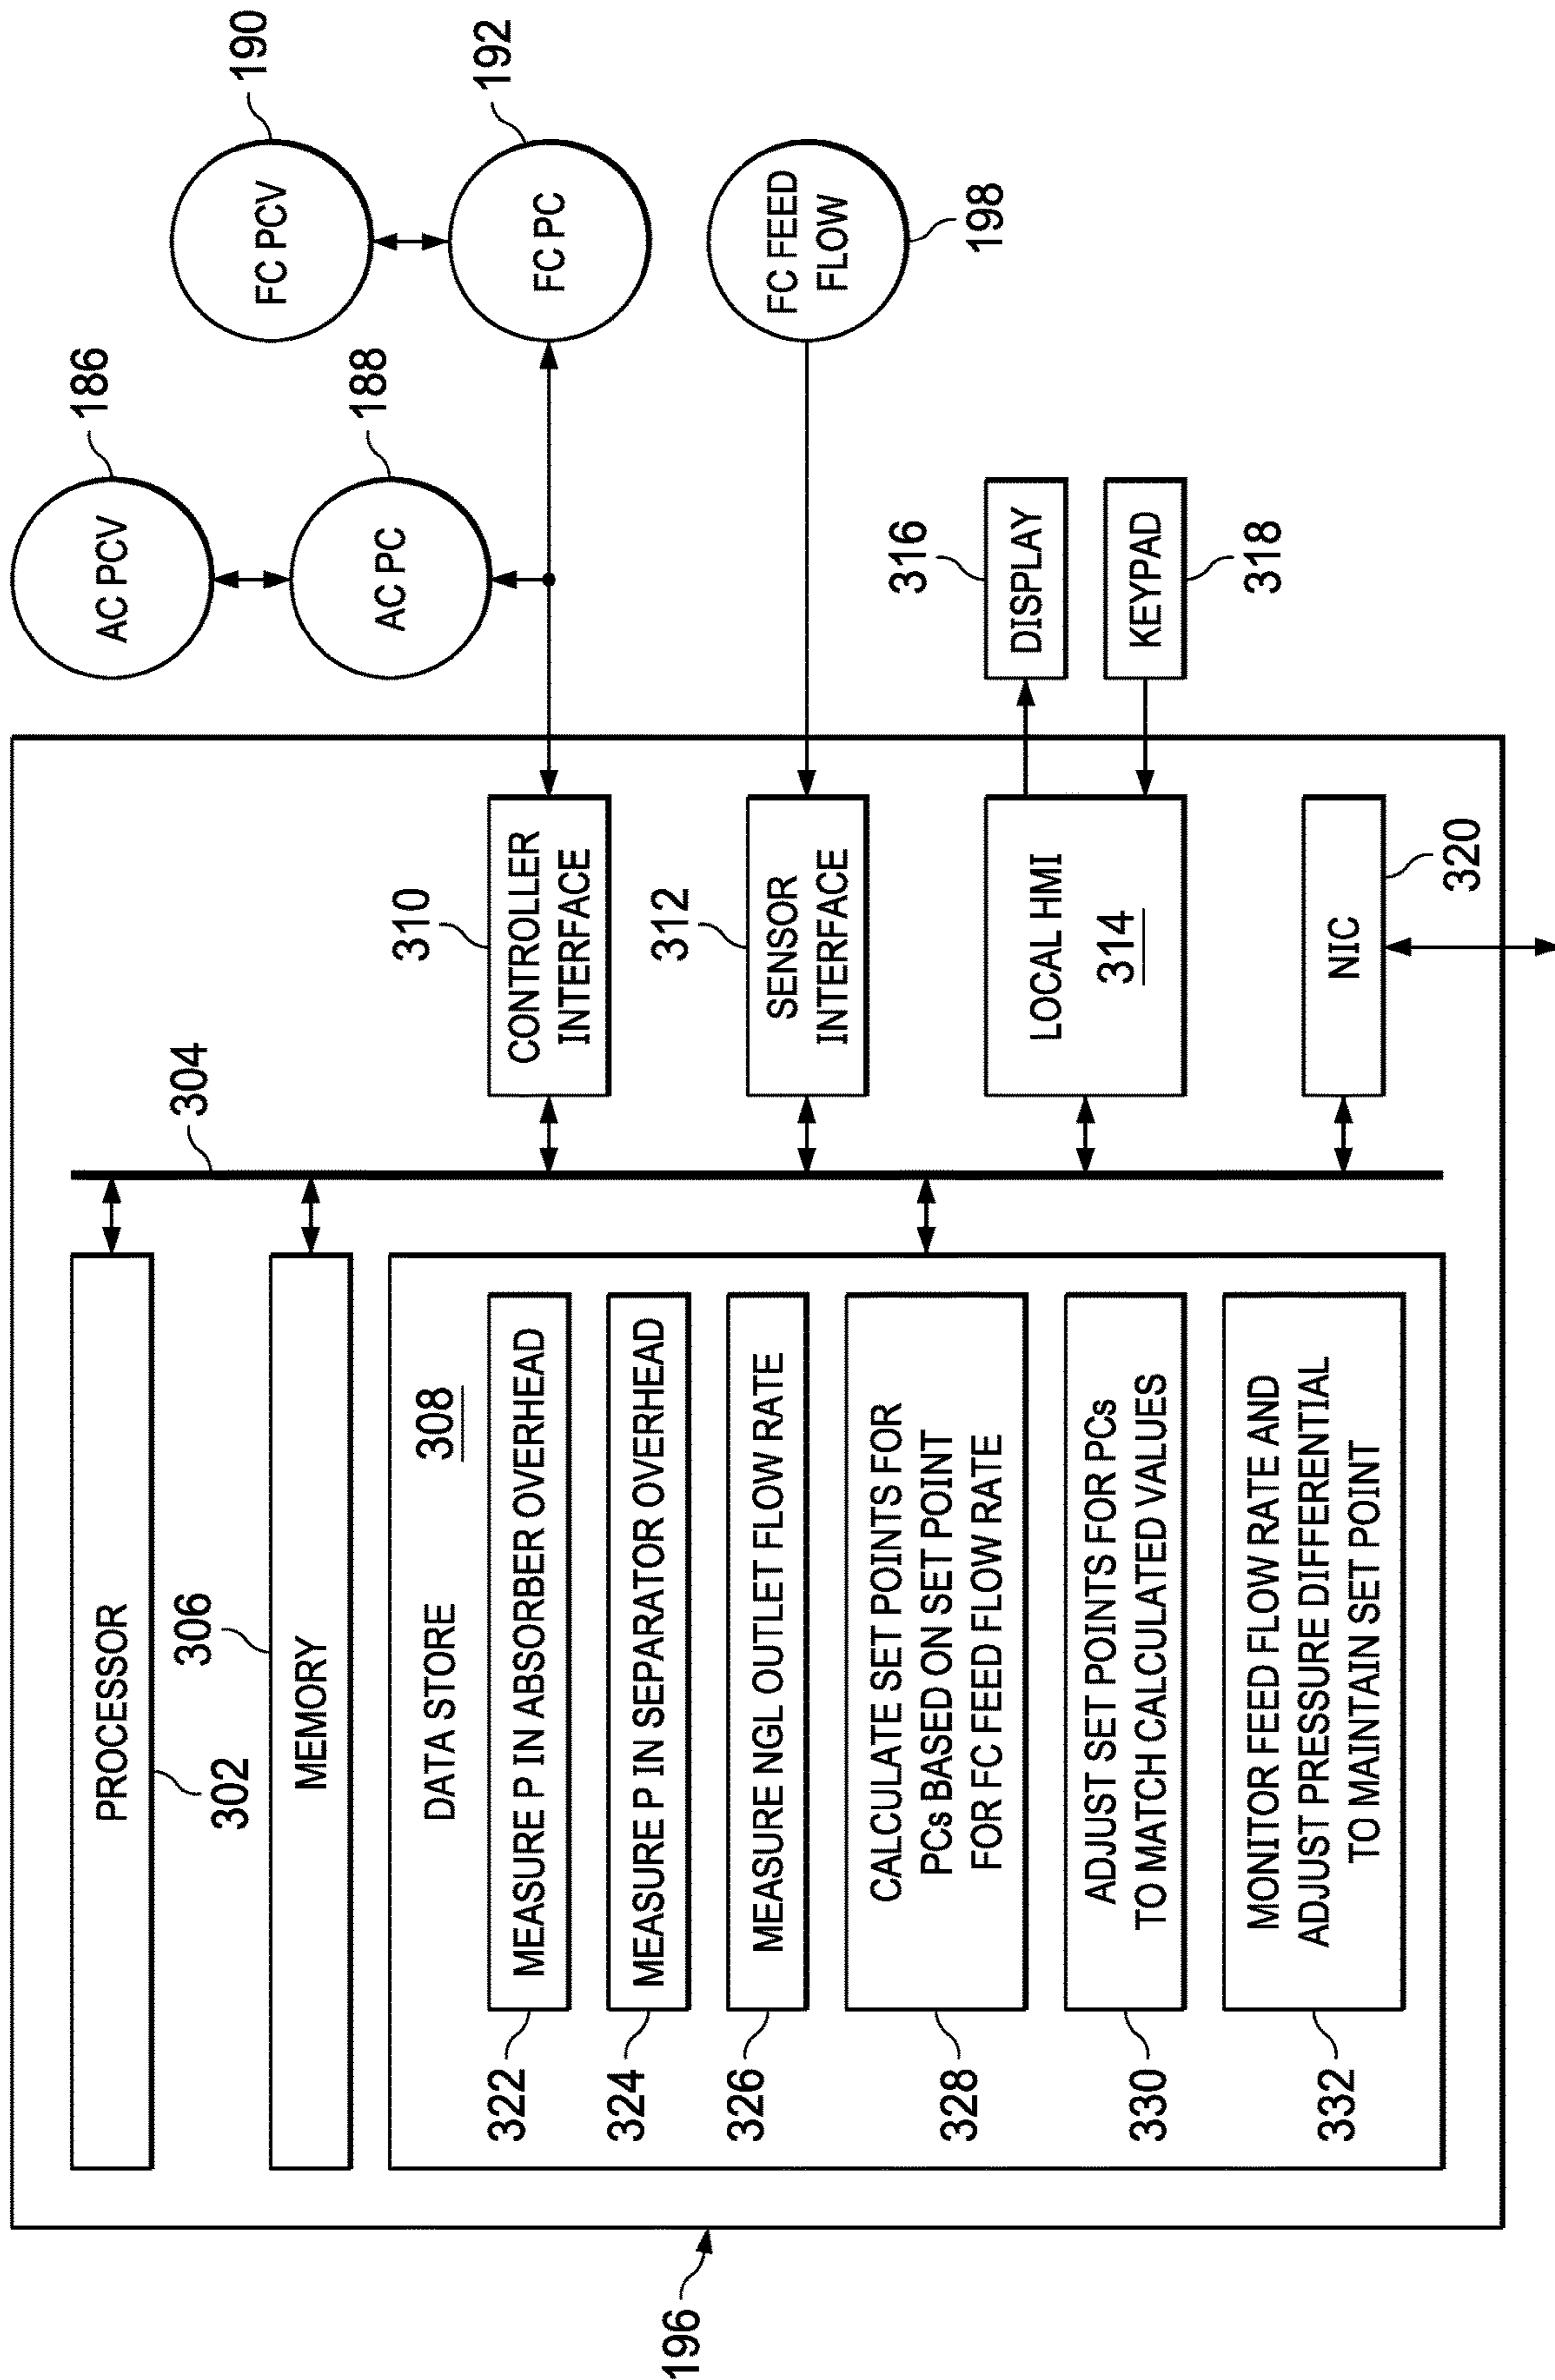 PROCESSOR
302
306
MEMORY
DATA STORE
308
322
MEASURE P IN ABSORBER OVERHEAD
324
MEASURE P IN SEPARATOR OVERHEAD
326
MEASURE NGL OUTLET FLOW RATE
328
CALCULATE SET POINTS FOR
PCs BASED ON SET POINT
FOR FC FEED FLOW RATE
330
ADJUST SET POINTS FOR PCs
TO MATCH CALCULATED VALUES
332
MONITOR FEED FLOW RATE AND
ADJUST PRESSURE DIFFERENTIAL
TO MAINTAIN SET POINT
196
304
310
CONTROLLER
INTERFACE
312
SENSOR
INTERFACE
LOCAL HMI
314
NIC
320
AC PCV
186
AC PC
188
FC PCV
190
FC PC
192
FC FEED
FLOW
198
316
DISPLAY
KEYPAD
318